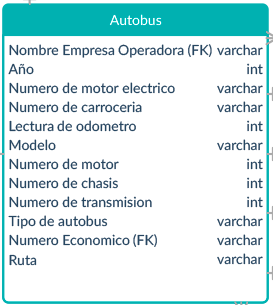 Autobus
Nombre Empresa Operadora (FK) varchar
Año int
Numero de motor electrico varchar
Numero de carroceria varchar
Lectura de odometro int
Modelo varchar
Numero de motor int
Numero de chasis int
Numero de transmision int
Tipo de autobus varchar
Numero Economico (FK) varchar
Ruta varchar